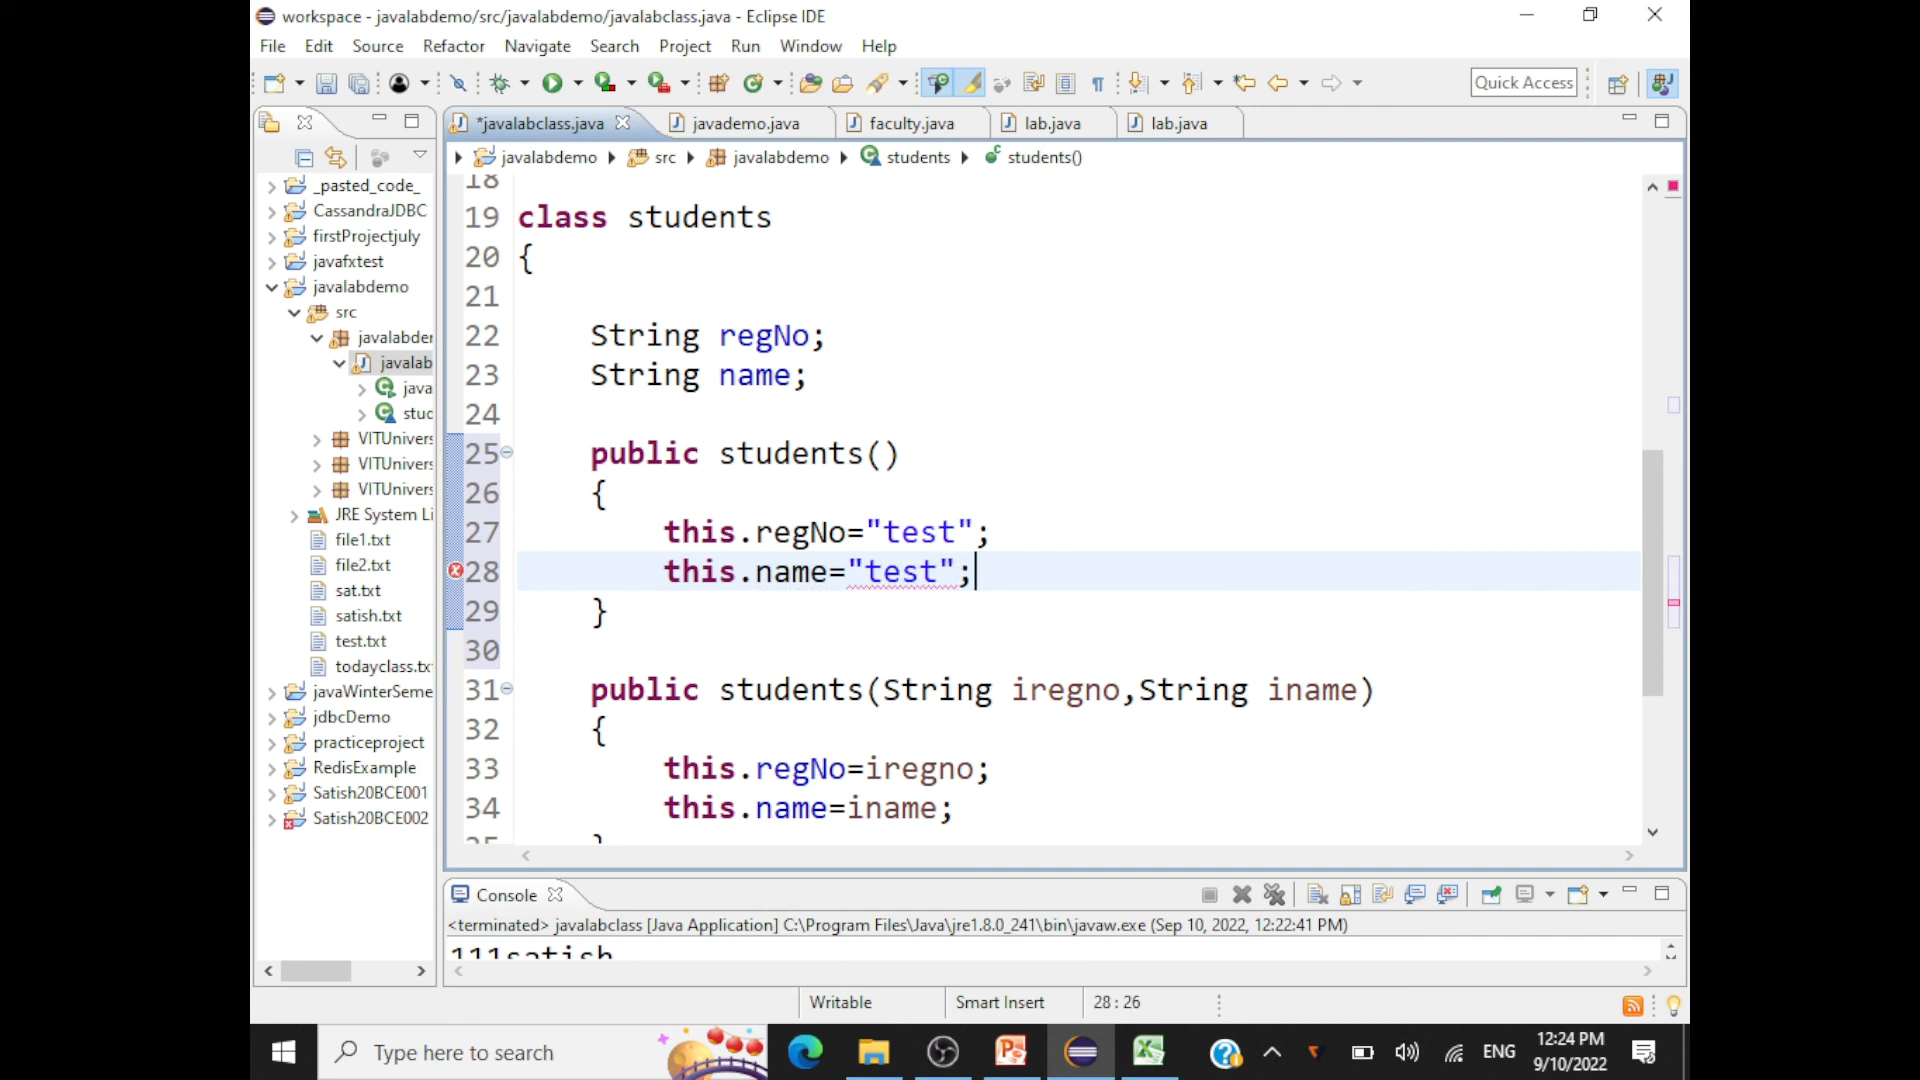 workspace - javalabdemo/src/javalabdemo/javalabclass.java - Eclipse IDE
File Edit Source Refactor Navigate Search Project Run Window Help
Quick Access
*javalabclass.java javademo.java faculty.java lab.java lab.java
javalabdemo src javalabdemo students students()
_pasted_code_
CassandraJDBC
firstProjectjuly
javafxtest
javalabdemo
src
javalabder
javalab
java
stud
VITUnivers
VITUnivers
VITUnivers
JRE System Li
file1.txt
file2.txt
sat.txt
satish.txt
test.txt
todayclass.tx
javaWinterSeme
jdbcDemo
practiceproject
RedisExample
Satish20BCE001
Satish20BCE002
18
19 class students
20 {
21
22 String regNo;
23 String name;
24
25 public students()
26 {
27 this.regNo="test";
28 this.name="test";
29 }
30
31 public students(String iregno,String iname)
32 {
33 this.regNo=iregno;
34 this.name=iname;
35 }
Console
<terminated> javalabclass [Java Application] C:\Program Files\Java\jre1.8.0_241\bin\javaw.exe (Sep 10, 2022, 12:22:41 PM)
111satish
Writable Smart Insert 28 : 26
Type here to search
ENG
12:24 PM
9/10/2022